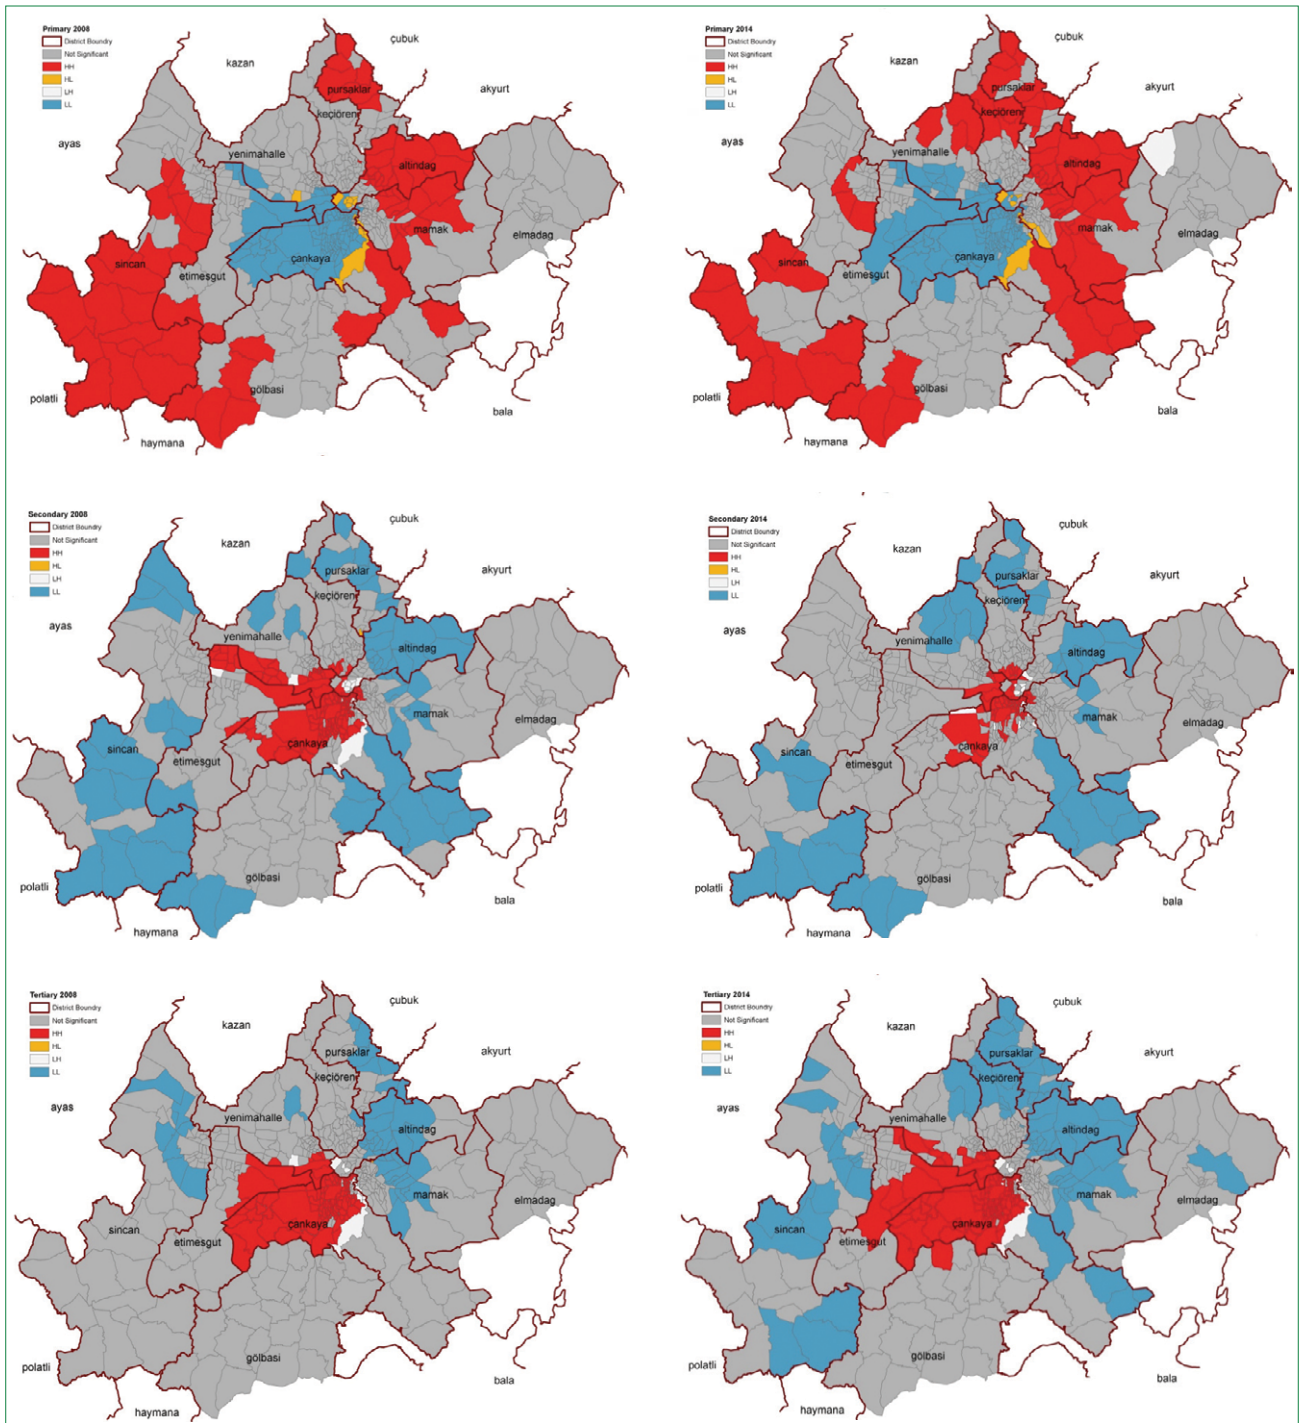 Primary 2008
District Boundry
Not Significant
HH
HL
LH
LL
çubuk
kazan
akyurt
pursaklar
keçiören
ayas
yenimahalle
altindag
mamak
elmadag
sincan
etimesgut
çankaya
gölbasi
polatli
bala
haymana
Primary 2014
District Boundry
Not Significant
HH
HL
LH
LL
çubuk
kazan
akyurt
pursaklar
keçiören
ayas
yenimahalle
altindag
mamak
elmadag
sincan
etimesgut
çankaya
gölbasi
polatli
bala
haymana
Secondary 2008
District Boundry
Not Significant
HH
HL
LH
LL
çubuk
kazan
akyurt
pursaklar
keçiören
ayas
yenimahalle
altindag
mamak
elmadag
sincan
etimesgut
çankaya
gölbasi
polatli
bala
haymana
Secondary 2014
District Boundry
Not Significant
HH
HL
LH
LL
çubuk
kazan
akyurt
pursaklar
keçiören
ayas
yenimahalle
altindag
mamak
elmadag
sincan
etimesgut
çankaya
gölbasi
polatli
bala
haymana
Tertiary 2008
District Boundry
Not Significant
HH
HL
LH
LL
çubuk
kazan
akyurt
pursaklar
keçiören
ayas
yenimahalle
altindag
mamak
elmadag
sincan
etimesgut
çankaya
gölbasi
polatli
bala
haymana
Tertiary 2014
District Boundry
Not Significant
HH
HL
LH
LL
çubuk
kazan
akyurt
pursaklar
keçiören
ayas
yenimahalle
altindag
mamak
elmadag
sincan
etimesgut
çankaya
gölbasi
polatli
bala
haymana